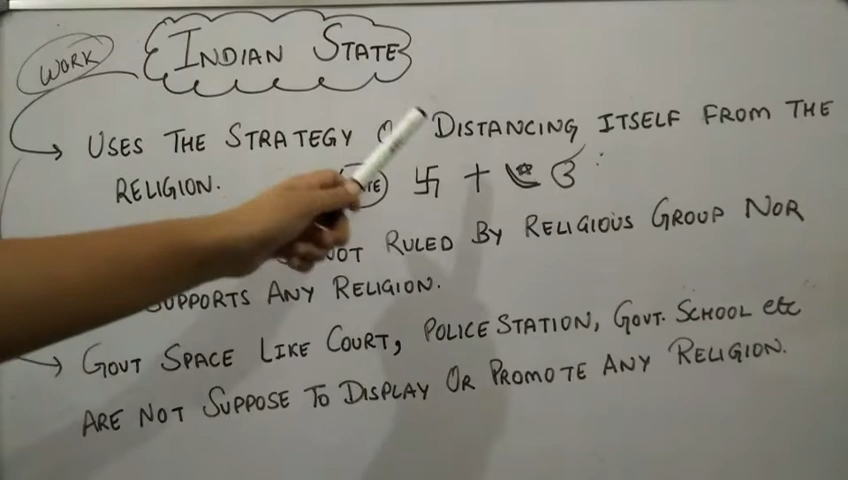 WORK
INDIAN STATE
USES THE STRATEGY DISTANCING ITSELF FROM THE
RELIGION.
NOT RULED BY RELIGIOUS GROUP NOR
SUPPORTS ANY RELIGION.
GOVT SPACE LIKE COURT, POLICE STATION, GOVT. SCHOOL etc
ARE NOT SUPPOSE TO DISPLAY OR PROMOTE ANY RELIGION.